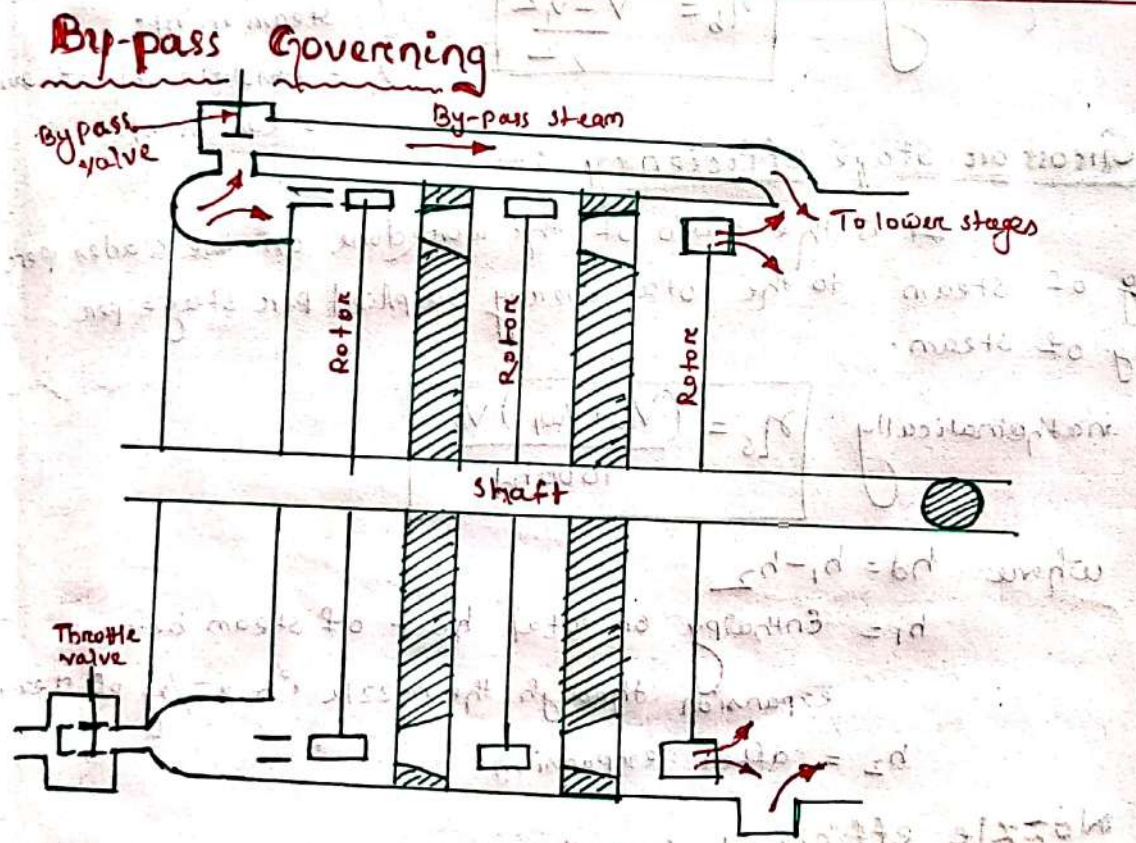 By-pass Governing
Bypass
valve
By-pass steam
To lower stages
Rotor
Rotor
Rotor
Shaft
Throttle
valve